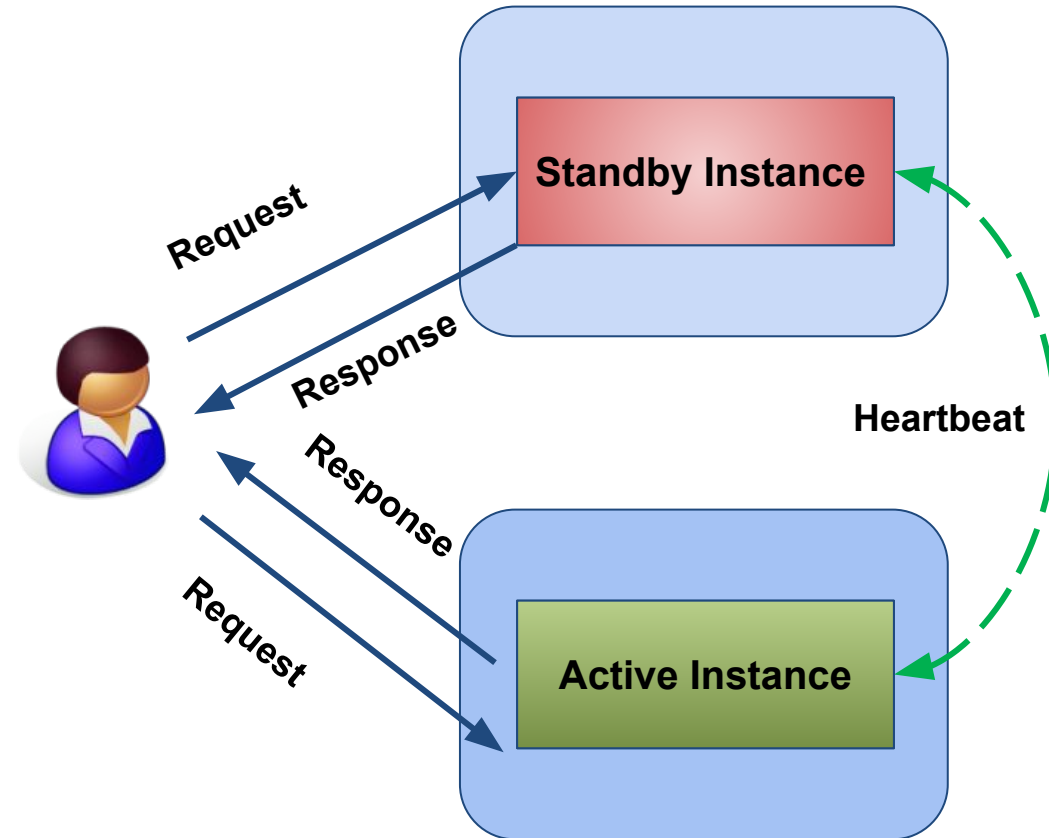 Standby Instance
Request
Response
Heartbeat
Response
Request
Active Instance